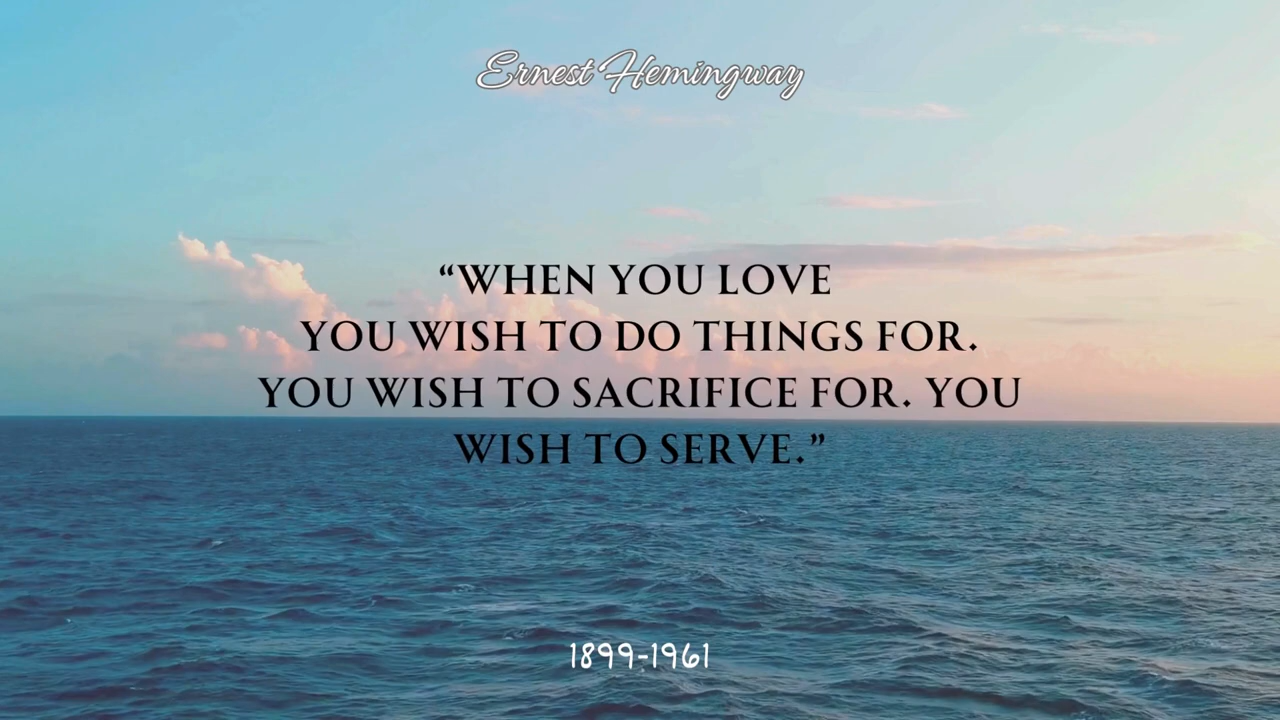 Ernest Hemingway
“WHEN YOU LOVE
YOU WISH TO DO THINGS FOR.
YOU WISH TO SACRIFICE FOR. YOU
WISH TO SERVE.”
1899-1961